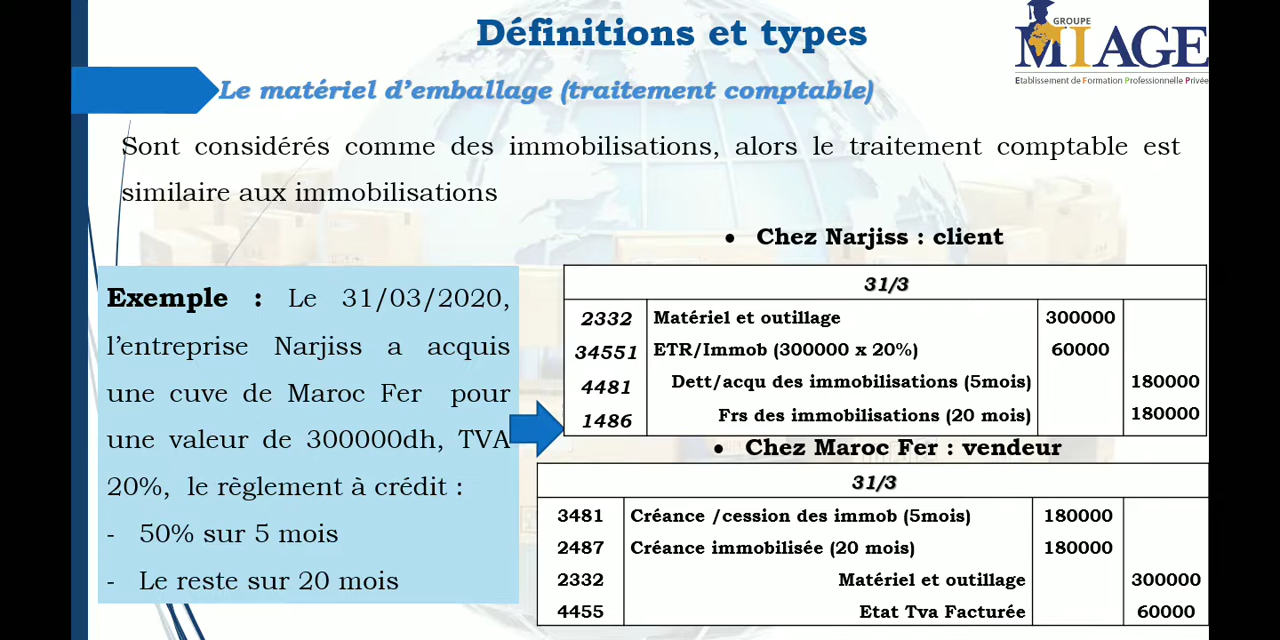 Définitions et types
GROUPE
MIAGE
Etablissement de Formation Professionnelle Privée
Le matériel d’emballage (traitement comptable)
Sont considérés comme des immobilisations, alors le traitement comptable est
similaire aux immobilisations
Exemple : Le 31/03/2020,
l’entreprise Narjiss a acquis
une cuve de Maroc Fer pour
une valeur de 300000dh, TVA
20%, le règlement à crédit :
- 50% sur 5 mois
- Le reste sur 20 mois
• Chez Narjiss : client
31/3
2332 Matériel et outillage 300000
34551 ETR/Immob (300000 x 20%) 60000
4481 Dett/acqu des immobilisations (5mois) 180000
1486 Frs des immobilisations (20 mois) 180000
• Chez Maroc Fer : vendeur
31/3
3481 Créance /cession des immob (5mois) 180000
2487 Créance immobilisée (20 mois) 180000
2332 Matériel et outillage 300000
4455 Etat Tva Facturée 60000